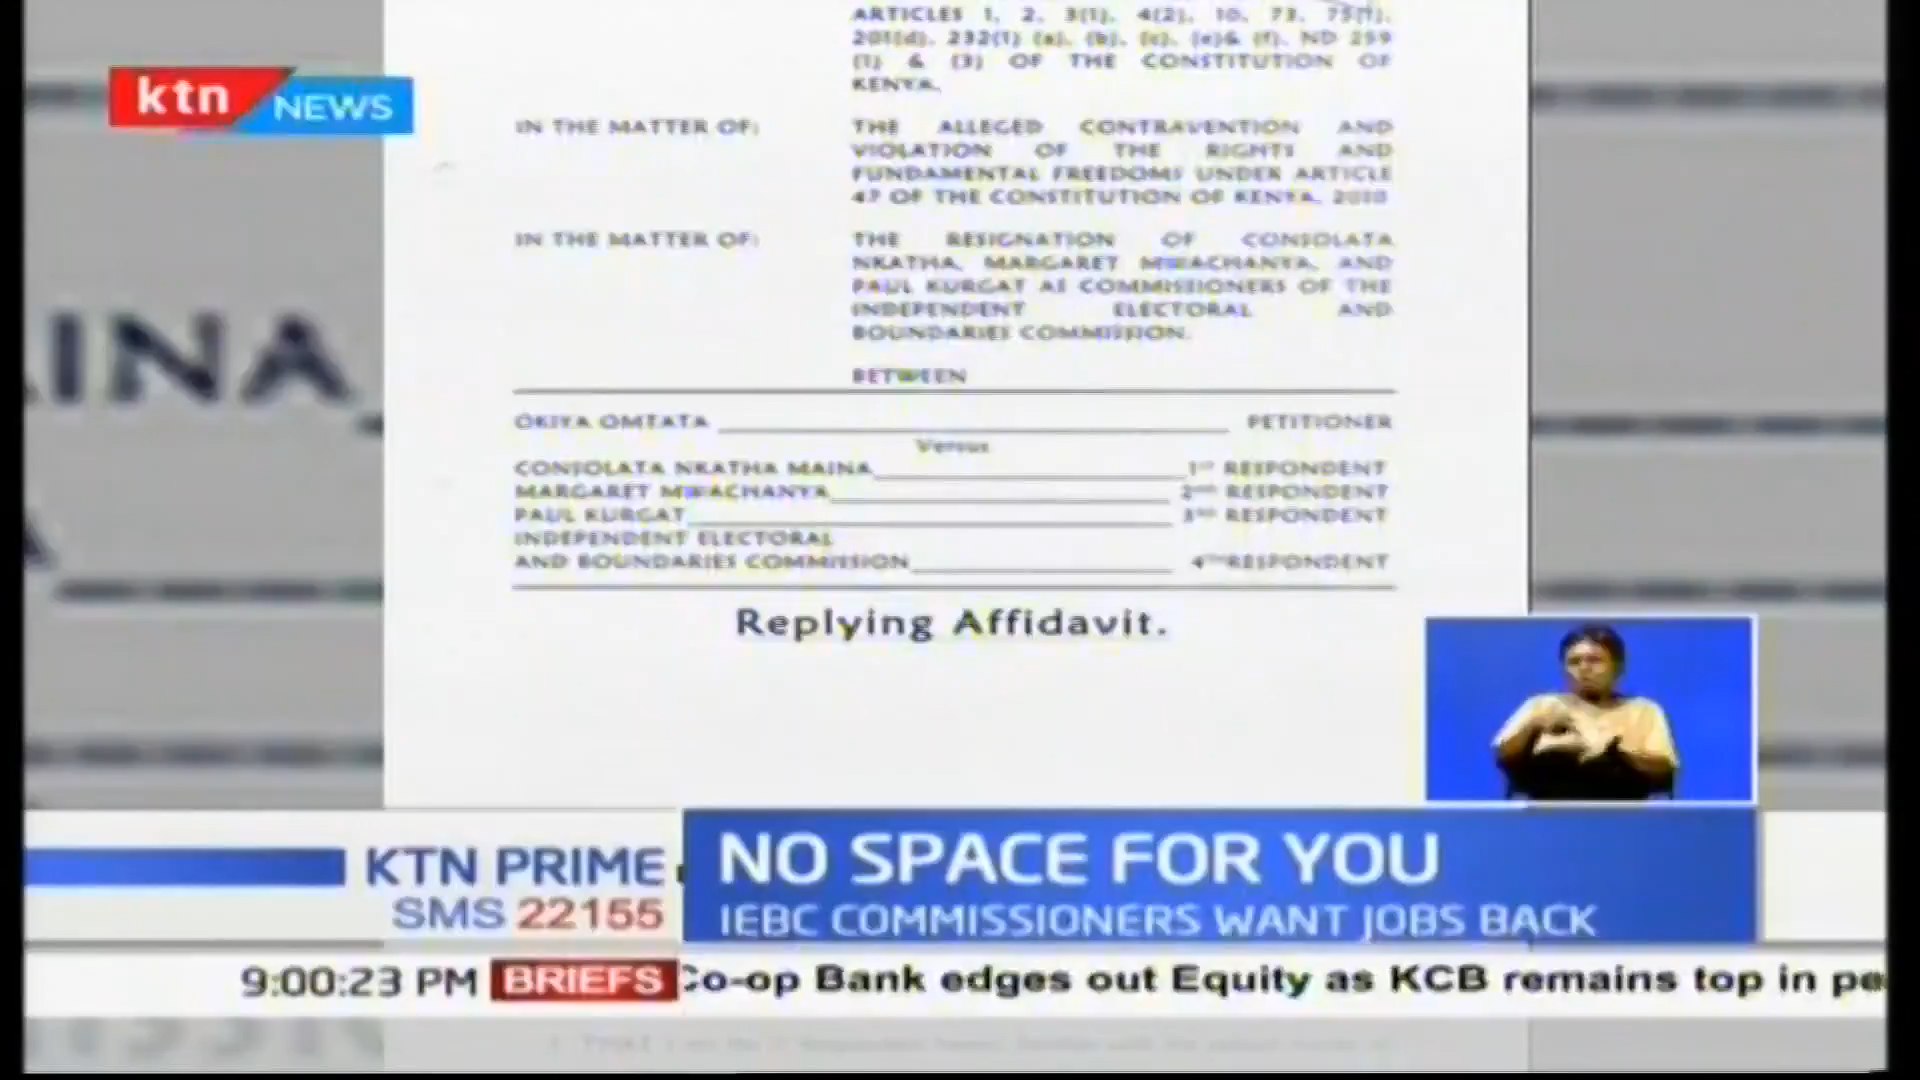 ARTICLES 1, 2, 3(1), 4(2), 10, 73, 75(1),
201(d), 232(1) (a), (b), (c), (e)& (f), ND 259
(1) & (3) OF THE CONSTITUTION OF
KENYA.
ktn NEWS
IN THE MATTER OF: THE ALLEGED CONTRAVENTION AND
VIOLATION OF THE RIGHTS AND
FUNDAMENTAL FREEDOMS UNDER ARTICLE
47 OF THE CONSTITUTION OF KENYA, 2010
IN THE MATTER OF: THE RESIGNATION OF CONSOLATA
NKATHA, MARGARET MWACHANYA, AND
PAUL KURGAT AS COMMISSIONERS OF THE
INDEPENDENT ELECTORAL AND
BOUNDARIES COMMISSION.
BETWEEN
OKIYA OMTATA PETITIONER
Versus
CONSOLATA NKATHA MAINA 1ST RESPONDENT
MARGARET MWACHANYA 2ND RESPONDENT
PAUL KURGAT 3RD RESPONDENT
INDEPENDENT ELECTORAL
AND BOUNDARIES COMMISSION 4TH RESPONDENT
Replying Affidavit.
AINA
KTN PRIME
SMS 22155
NO SPACE FOR YOU
IEBC COMMISSIONERS WANT JOBS BACK
9:00:23 PM BRIEFS Co-op Bank edges out Equity as KCB remains top in pe